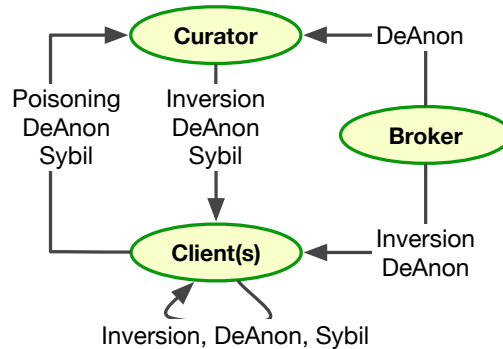 Curator
DeAnon
Poisoning
DeAnon
Sybil
Inversion
DeAnon
Sybil
Broker
Client(s)
Inversion
DeAnon
Inversion, DeAnon, Sybil